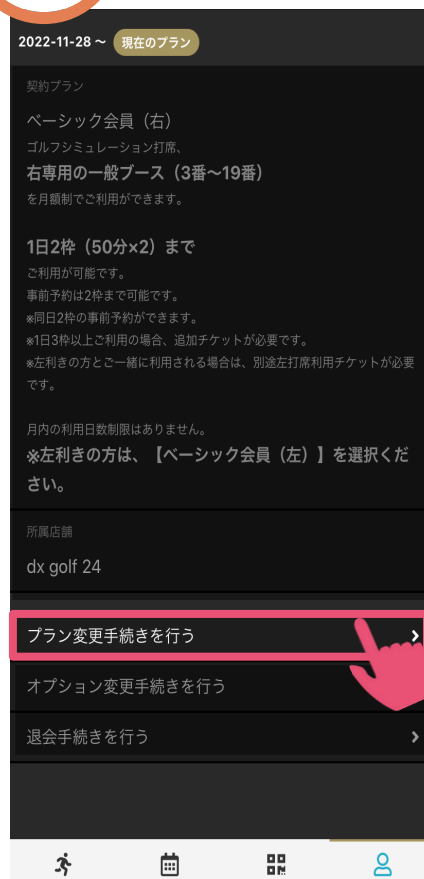 2022-11-28 ~ 現在のプラン
契約プラン
ベーシック会員（右）
ゴルフシミュレーション打席、
右専用の一般ブース（3番〜19番）
を月額制でご利用ができます。
1日2枠（50分×2）まで
ご利用が可能です。
事前予約は2枠まで可能です。
※同日2枠の事前予約ができます。
※1日3枠以上ご利用の場合、追加チケットが必要です。
※左利きの方とご一緒に利用される場合は、別途左打席利用チケットが必要
です。
月内の利用日数制限はありません。
※左利きの方は、【ベーシック会員（左）】を選択くだ
さい。
所属店舗
dx golf 24
プラン変更手続きを行う
オプション変更手続きを行う
退会手続きを行う